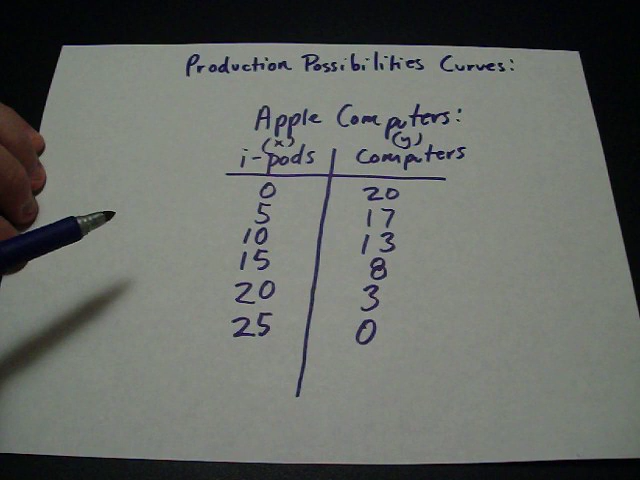 Production Possibilities Curves:
Apple Computers:
(x) (y)
i-pods computers
0 20
5 17
10 13
15 8
20 3
25 0